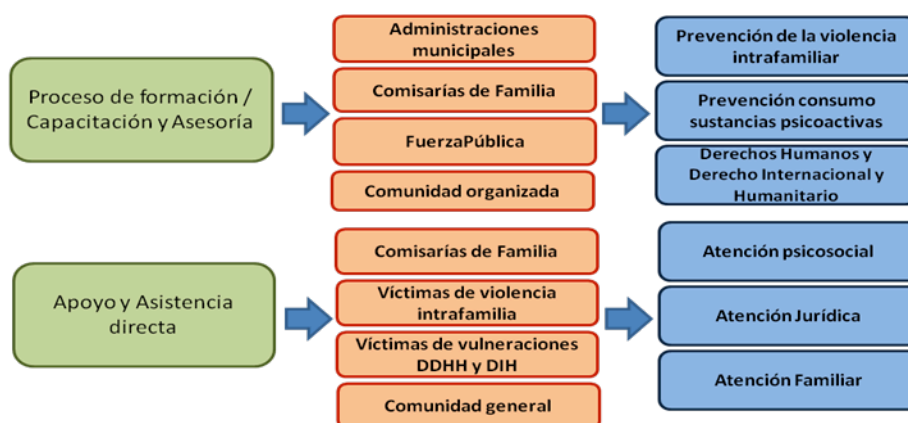 Proceso de formación /
Capacitación y Asesoría
Administraciones
municipales
Comisarías de Familia
FuerzaPública
Comunidad organizada
Prevención de la violencia
intrafamiliar
Prevención consumo
sustancias psicoactivas
Derechos Humanos y
Derecho Internacional y
Humanitario
Apoyo y Asistencia
directa
Comisarías de Familia
Víctimas de violencia
intrafamilia
Víctimas de vulneraciones
DDHH y DIH
Comunidad general
Atención psicosocial
Atención Jurídica
Atención Familiar